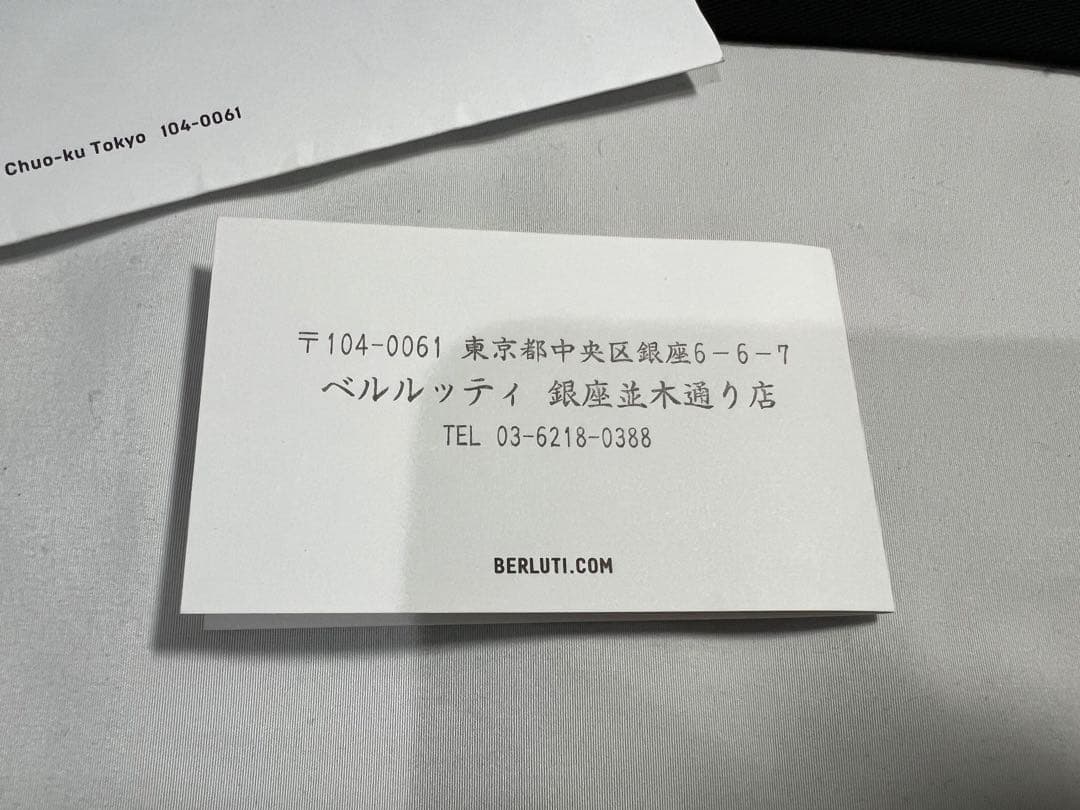 Chuo-ku Tokyo 104-0061
〒104-0061 東京都中央区銀座6－6－7
ベルルッティ 銀座並木通り店
TEL 03-6218-0388
BERLUTI.COM